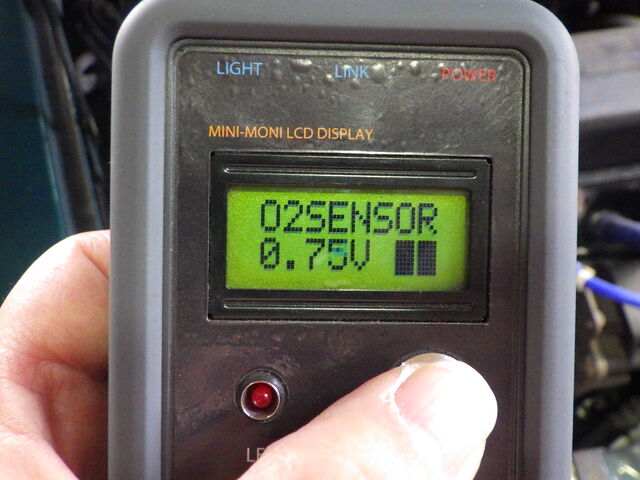 LIGHT LINK POWER
MINI-MONI LCD DISPLAY
O2SENSOR
0.75V